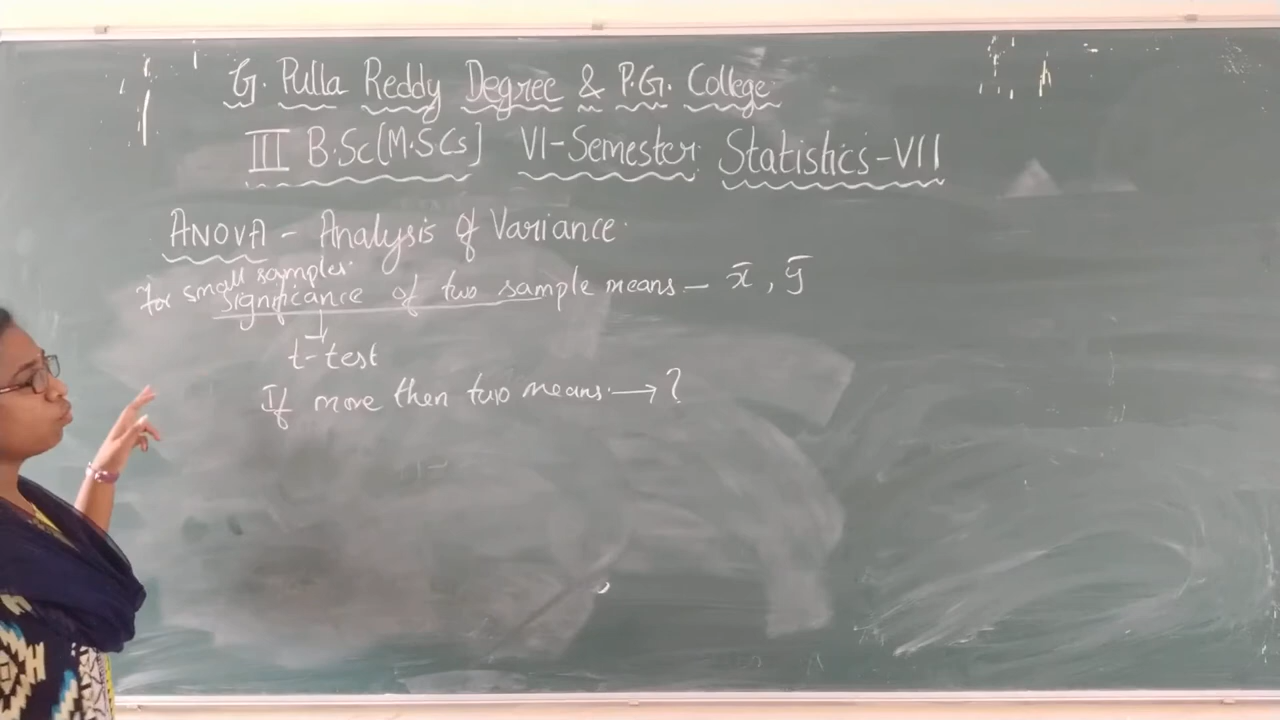 G. Pulla Reddy Degree & P.G. College
III B.Sc[M.SCs] VI-Semester Statistics-VII
ANOVA - Analysis of Variance.
For small samples.
Significance of two sample means - x̄, ȳ
↓
t-test
If more then two means. → ?